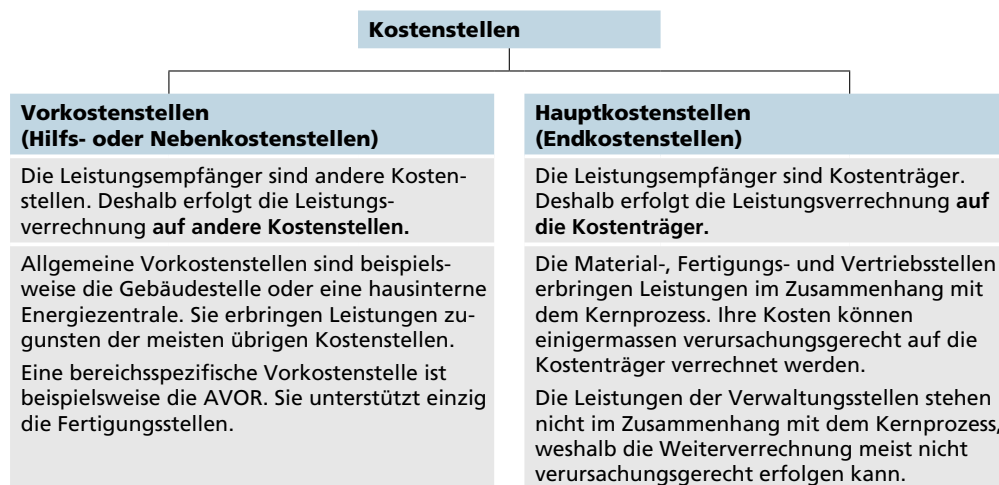 Kostenstellen
Vorkostenstellen
(Hilfs- oder Nebenkostenstellen)
Die Leistungsempfänger sind andere Kosten-
stellen. Deshalb erfolgt die Leistungs-
verrechnung auf andere Kostenstellen.
Allgemeine Vorkostenstellen sind beispiels-
weise die Gebäudestelle oder eine hausinterne
Energiezentrale. Sie erbringen Leistungen zu-
gunsten der meisten übrigen Kostenstellen.
Eine bereichsspezifische Vorkostenstelle ist
beispielsweise die AVOR. Sie unterstützt einzig
die Fertigungsstellen.
Hauptkostenstellen
(Endkostenstellen)
Die Leistungsempfänger sind Kostenträger.
Deshalb erfolgt die Leistungsverrechnung auf
die Kostenträger.
Die Material-, Fertigungs- und Vertriebsstellen
erbringen Leistungen im Zusammenhang mit
dem Kernprozess. Ihre Kosten können
einigermassen verursachungsgerecht auf die
Kostenträger verrechnet werden.
Die Leistungen der Verwaltungsstellen stehen
nicht im Zusammenhang mit dem Kernprozess,
weshalb die Weiterverrechnung meist nicht
verursachungsgerecht erfolgen kann.